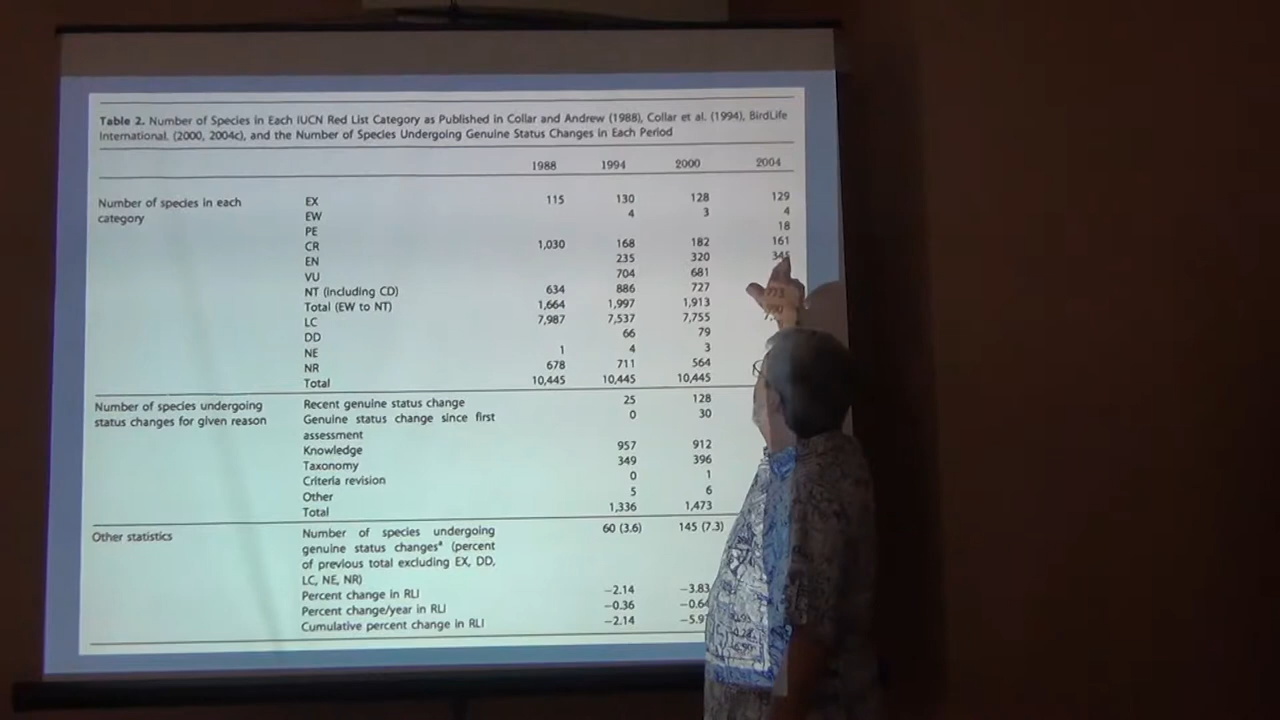 Table 2. Number of Species in Each IUCN Red List Category as Published in Collar and Andrew (1988), Collar et al. (1994), BirdLife
International. (2000, 2004c), and the Number of Species Undergoing Genuine Status Changes in Each Period
1988 1994 2000 2004
Number of species in each EX 115 130 128 129
category EW 4 3 4
PE 18
CR 1,030 168 182 161
EN 235 320 345
VU 704 681
NT (including CD) 634 886 727
Total (EW to NT) 1,664 1,997 1,913
LC 7,987 7,537 7,755
DD 66 79
NE 1 4 3
NR 678 711 564
Total 10,445 10,445 10,445
Number of species undergoing Recent genuine status change 25 128
status changes for given reason Genuine status change since first 0 30
assessment
Knowledge 957 912
Taxonomy 349 396
Criteria revision 0 1
Other 5 6
Total 1,336 1,473
Other statistics Number of species undergoing 60 (3.6) 145 (7.3)
genuine status changesª (percent
of previous total excluding EX, DD,
LC, NE, NR)
Percent change in RLI −2.14 −3.83
Percent change/year in RLI −0.36
Cumulative percent change in RLI −2.14